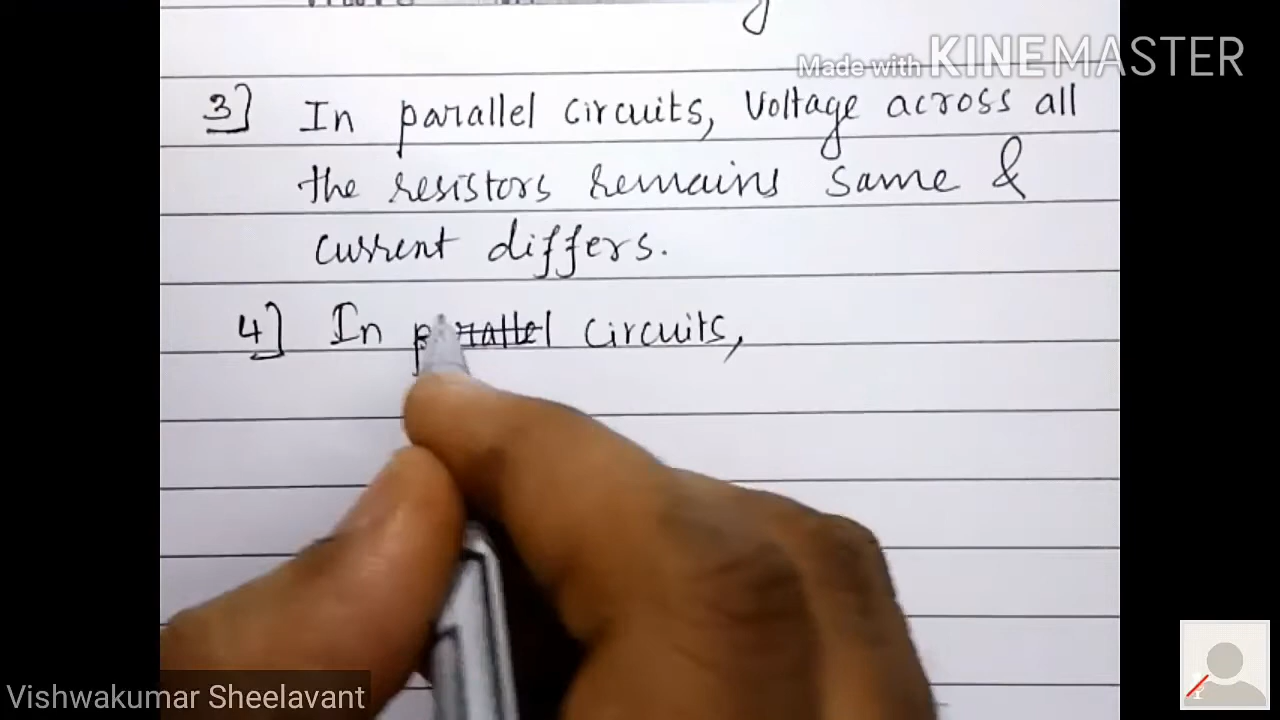 Made with KINEMASTER
3] In parallel circuits, Voltage across all
the resistors remains same &
current differs.
4] In parallel circuits,
Vishwakumar Sheelavant